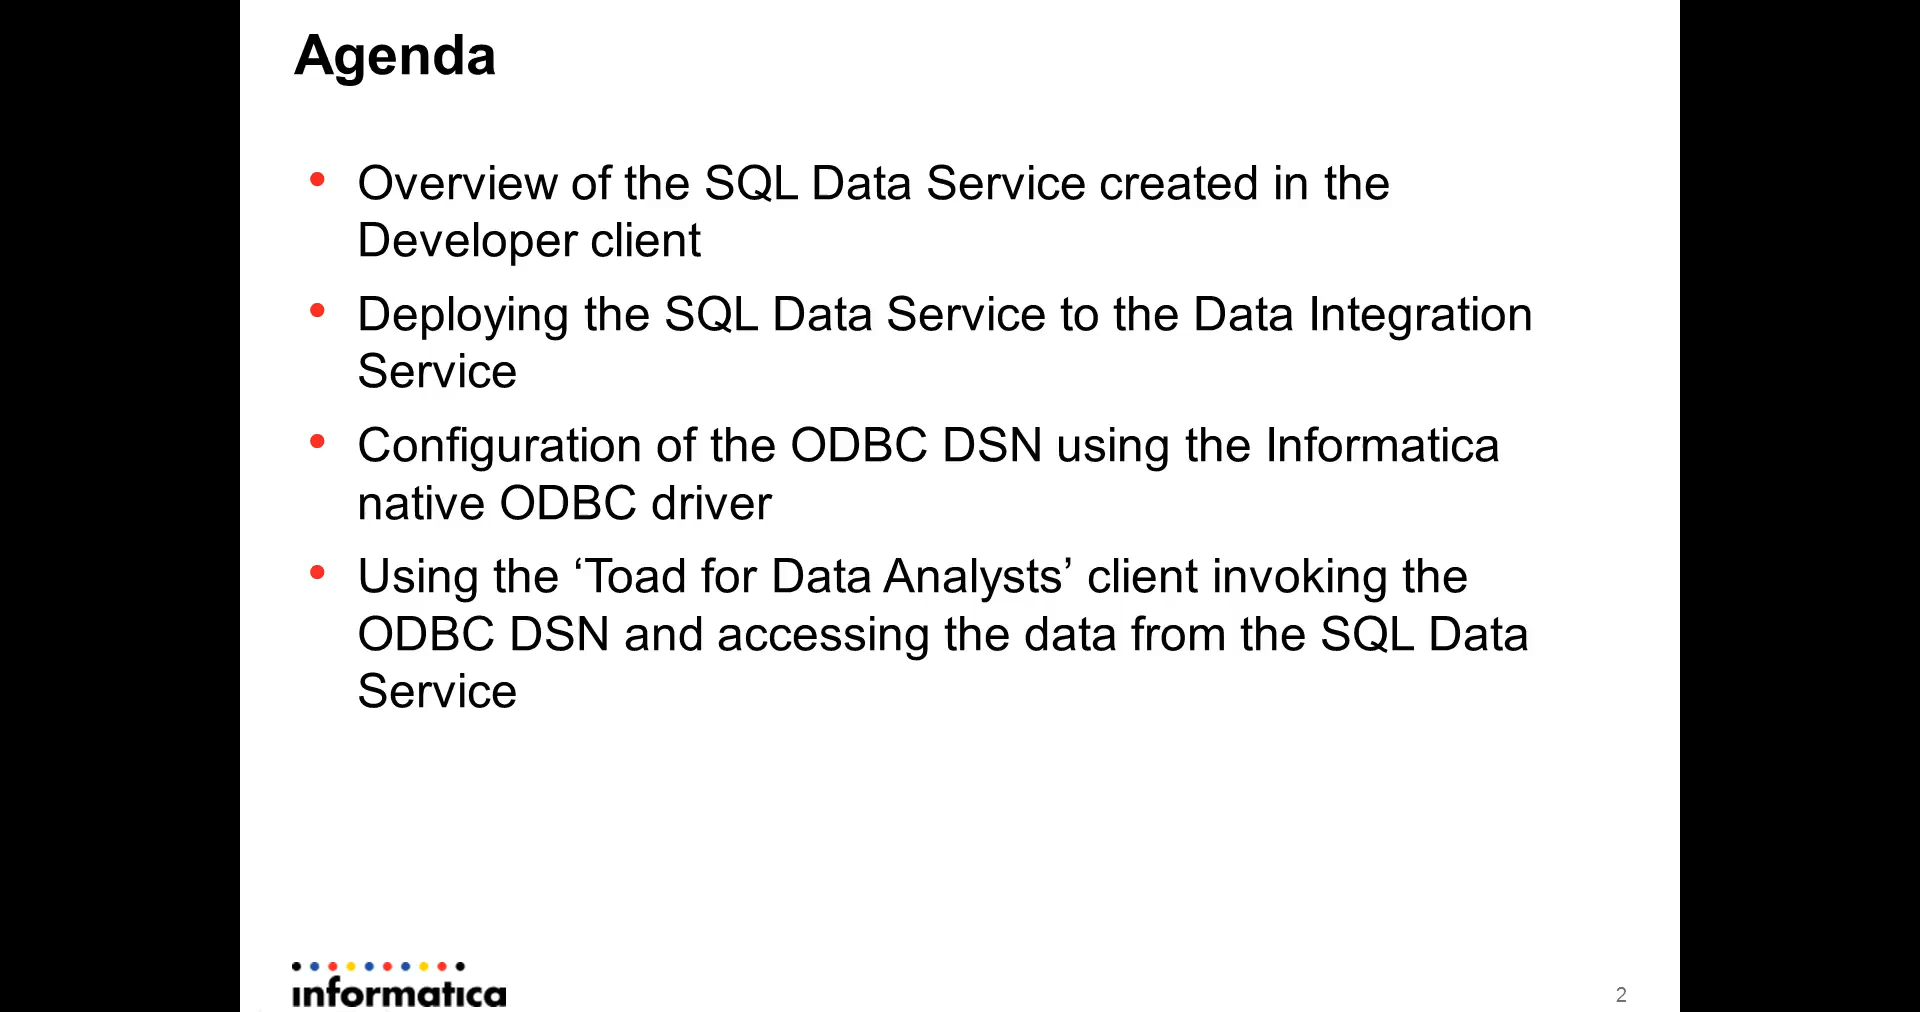 Agenda
• Overview of the SQL Data Service created in the
Developer client
• Deploying the SQL Data Service to the Data Integration
Service
• Configuration of the ODBC DSN using the Informatica
native ODBC driver
• Using the ‘Toad for Data Analysts’ client invoking the
ODBC DSN and accessing the data from the SQL Data
Service
informatica
2